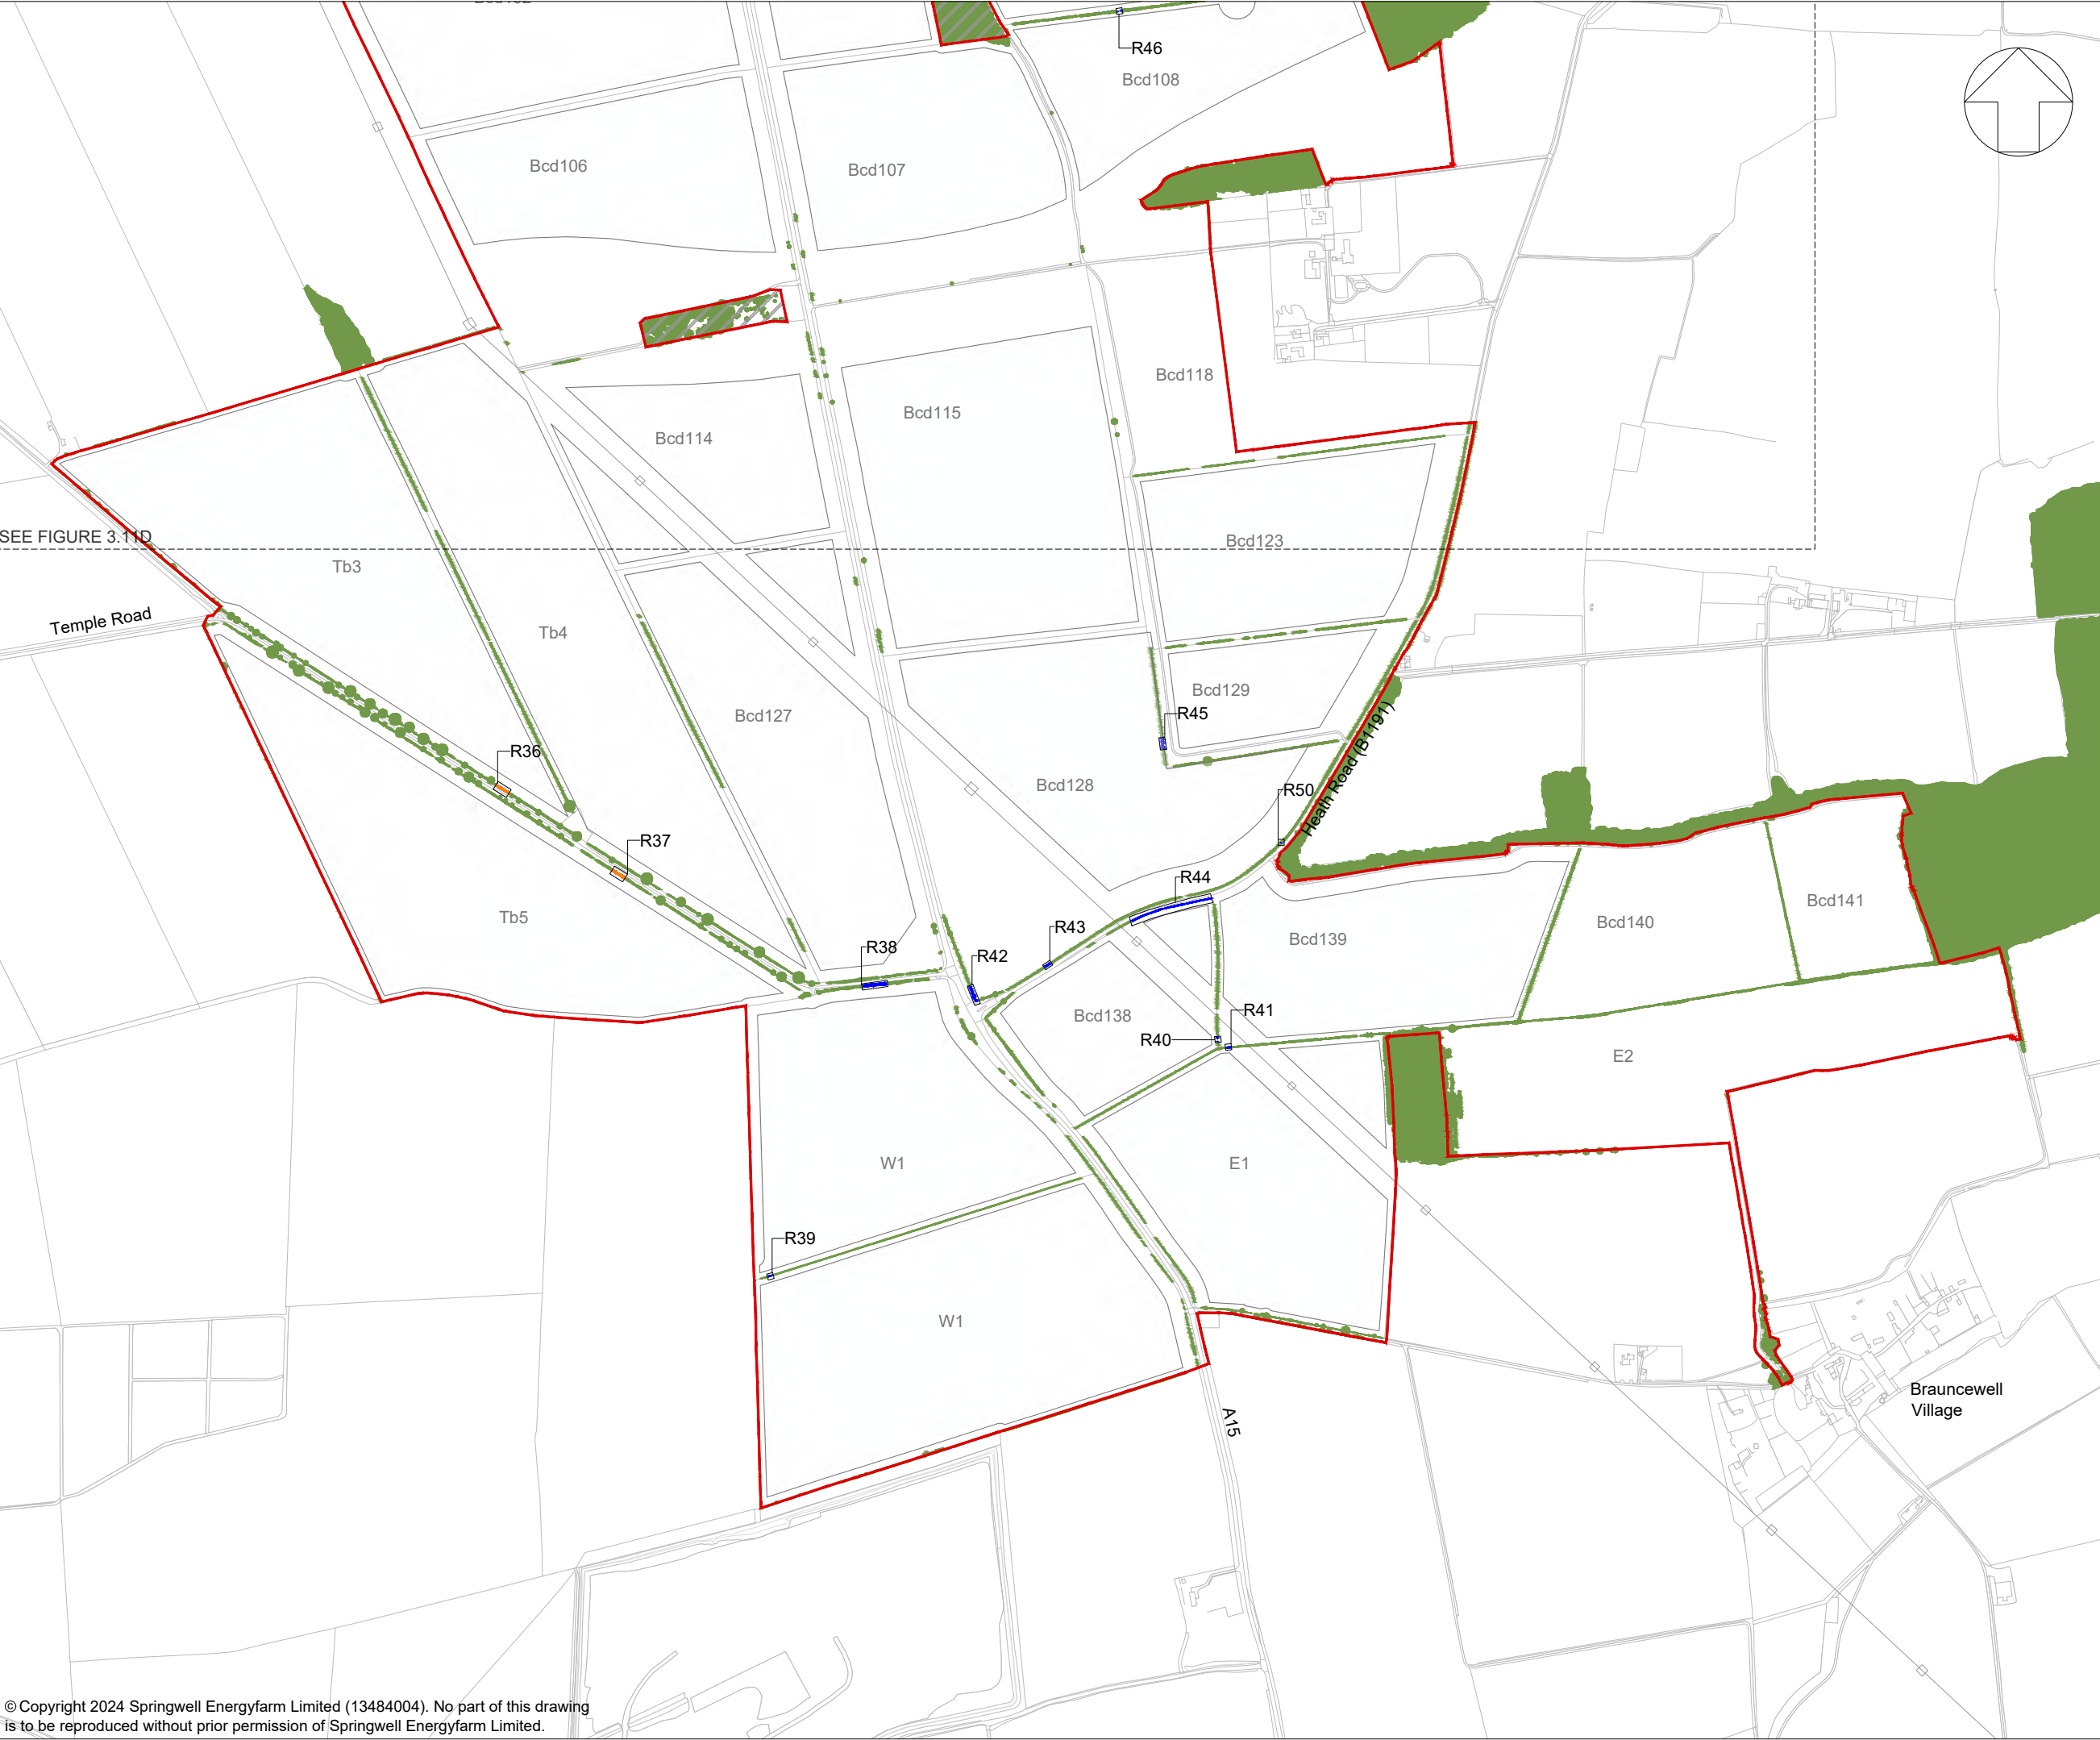 R46
Bcd108
Bcd106
Bcd107
Bcd118
Bcd115
Bcd114
SEE FIGURE 3.11D
Bcd123
Tb3
Temple Road
Tb4
Bcd129
R45
Bcd127
R36
Bcd128
R50
Heath Road (B1191)
R37
R44
Bcd141
Tb5
Bcd140
R43
Bcd139
R38
R42
R41
Bcd138
R40
E2
W1
E1
R39
W1
Brauncewell
Village
A15
© Copyright 2024 Springwell Energyfarm Limited (13484004). No part of this drawing
is to be reproduced without prior permission of Springwell Energyfarm Limited.